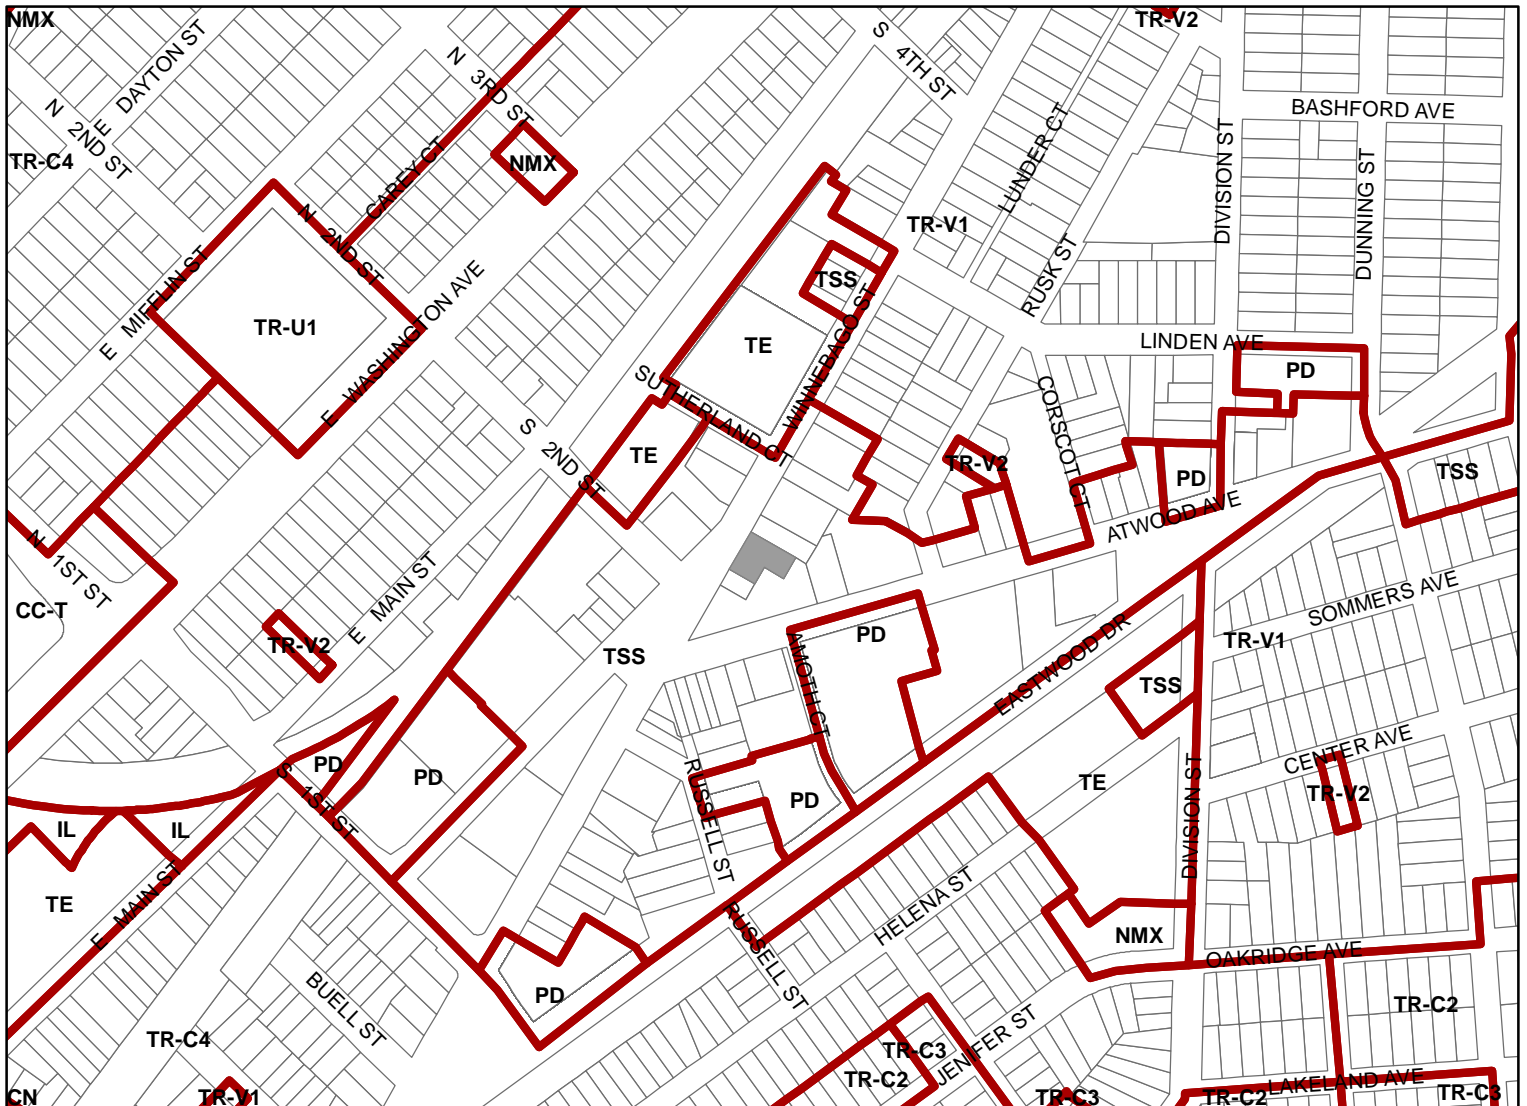 NMX
TR-V2
E DAYTON ST
N 3RD ST
S 4TH ST
BASHFORD AVE
N 2ND ST
TR-C4
CAREY CT
NMX
LUNDER CT
DIVISION ST
DUNNING ST
N 2ND ST
TR-V1
E MIFFLIN ST
TR-U1
E WASHINGTON AVE
TSS
RUSK ST
TE
WINNEBAGO ST
LINDEN AVE
PD
SUTHERLAND CT
CORSCOT CT
S 2ND ST
TE
TR-V2
PD
TSS
ATWOOD AVE
N 1ST ST
CC-T
E MAIN ST
SOMMERS AVE
TR-V2
TSS
PD
AMOTH CT
TR-V1
EASTWOOD DR
TSS
PD
PD
S 1ST ST
RUSSELL ST
PD
TE
CENTER AVE
TR-V2
DIVISION ST
IL
IL
TE
E MAIN ST
HELENA ST
RUSSELL ST
NMX
OAKRIDGE AVE
PD
BUELL ST
TR-C4
TR-C2
TR-C3
JENIFER ST
TR-C2
LAKELAND AVE
CN
TR-V1
TR-C3
TR-C2
TR-C3